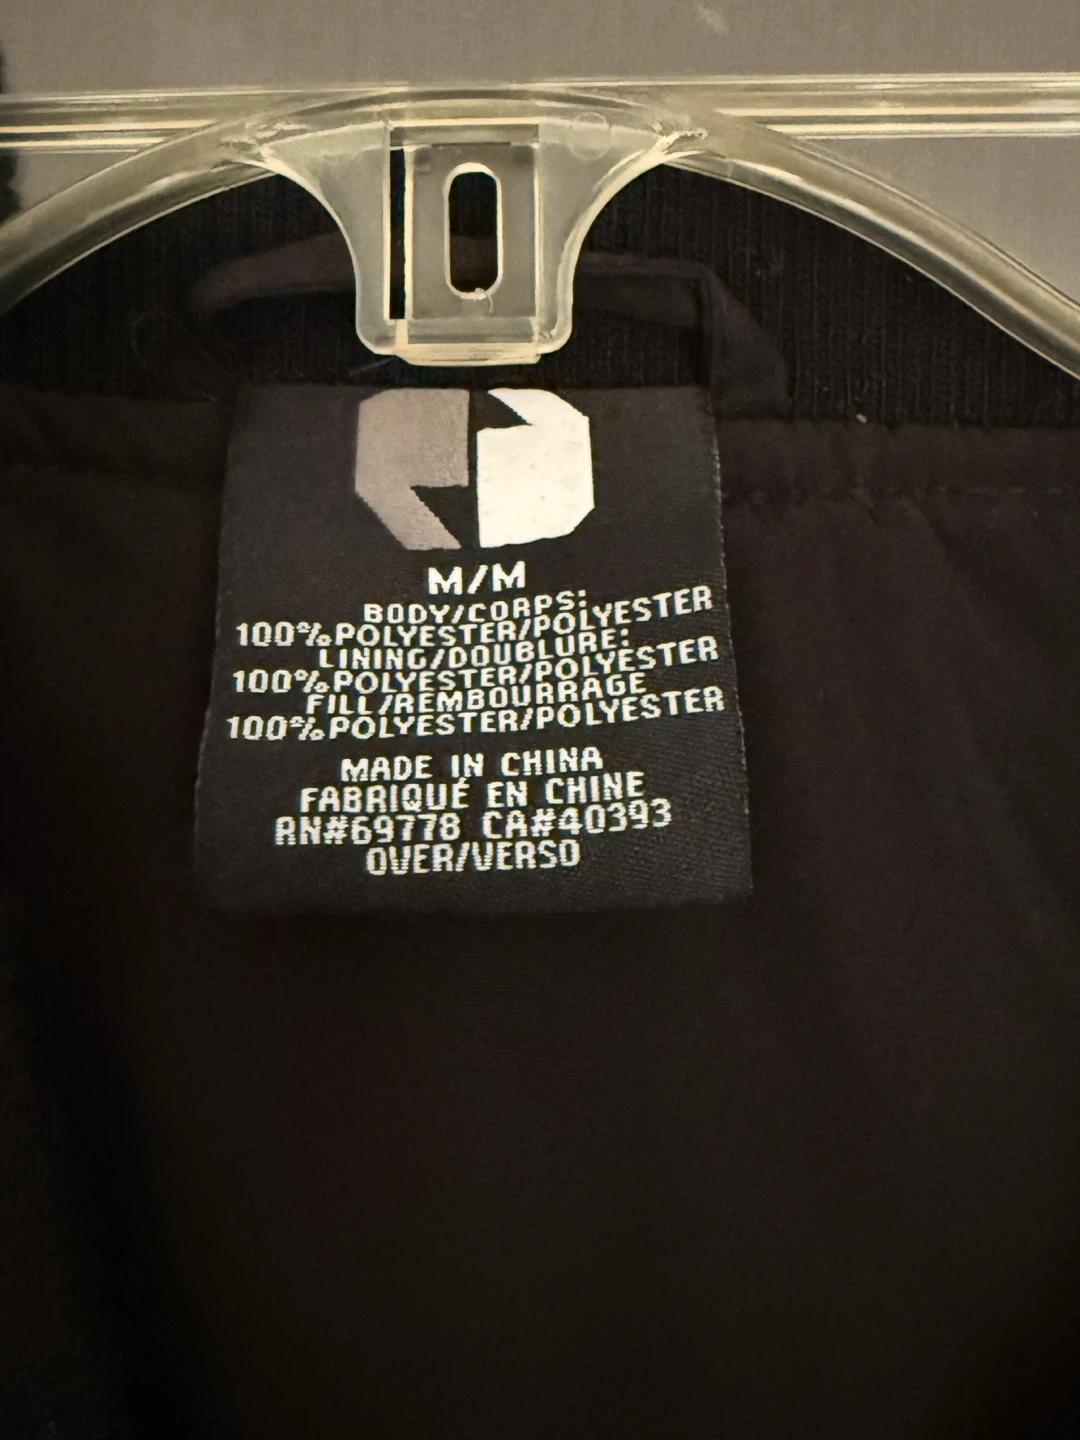 M/M
BODY/CORPS:
100%POLYESTER/POLYESTER
LINING/DOUBLURE:
100%POLYESTER/POLYESTER
FILL/REMBOURRAGE
100%POLYESTER/POLYESTER
MADE IN CHINA
FABRIQUÉ EN CHINE
RN#69778 CA#40393
OVER/VERSO